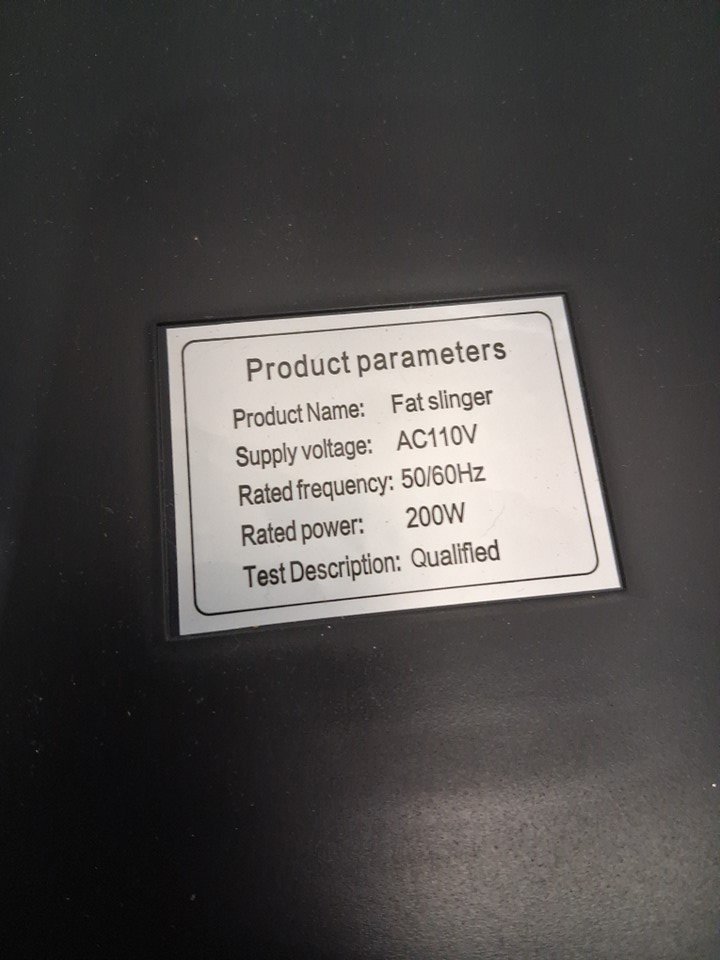 Product parameters
Product Name: Fat slinger
Supply voltage: AC110V
Rated frequency: 50/60Hz
Rated power: 200W
Test Description: Qualified